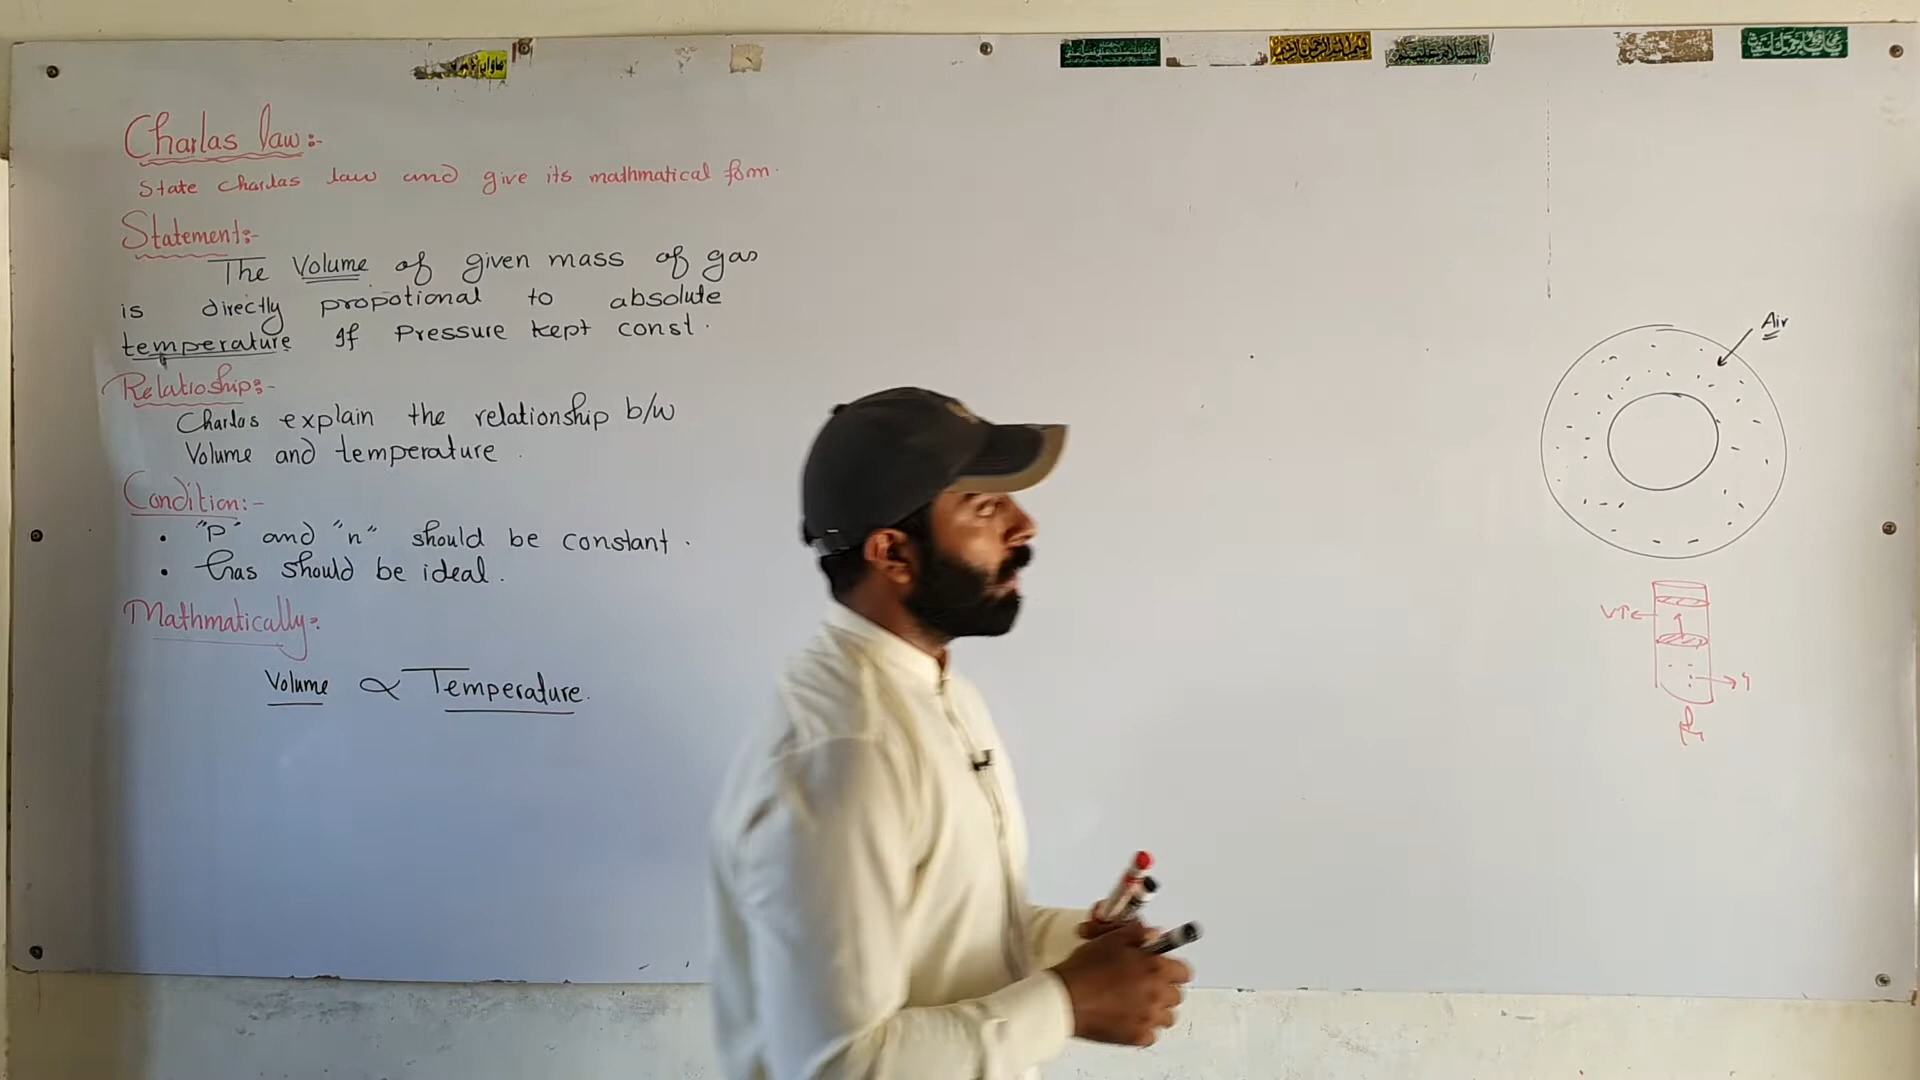 Charlas law:-
State charlas law and give its mathmatical form.
Statement:-
The Volume of given mass of gas
is directly propotional to absolute
temperature If Pressure kept const.
Relatioship:-
Charlas explain the relationship b/w
Volume and temperature.
Condition:-
• "P" and "n" should be constant.
• Gas should be ideal.
Mathmatically:-
Volume ∝ Temperature.
Air